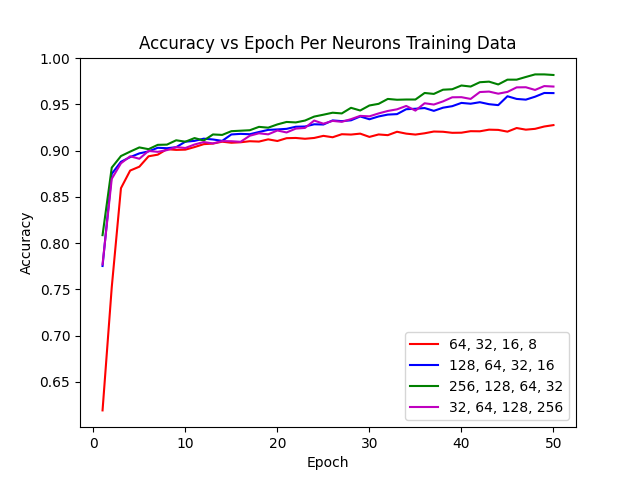 Accuracy vs Epoch Per Neurons Training Data
1.00
0.95
0.90
0.85
0.80
0.75
0.70
0.65
Accuracy
64, 32, 16, 8
128, 64, 32, 16
256, 128, 64, 32
32, 64, 128, 256
0 10 20 30 40 50
Epoch